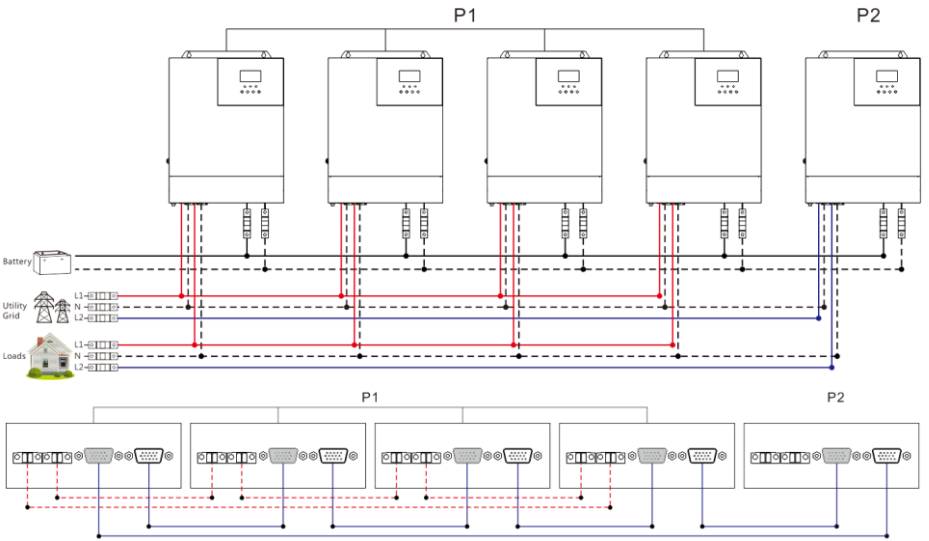 P1 P2
Battery
L1
Utility
Grid
L2
L1
Loads N
L2
P1 P2